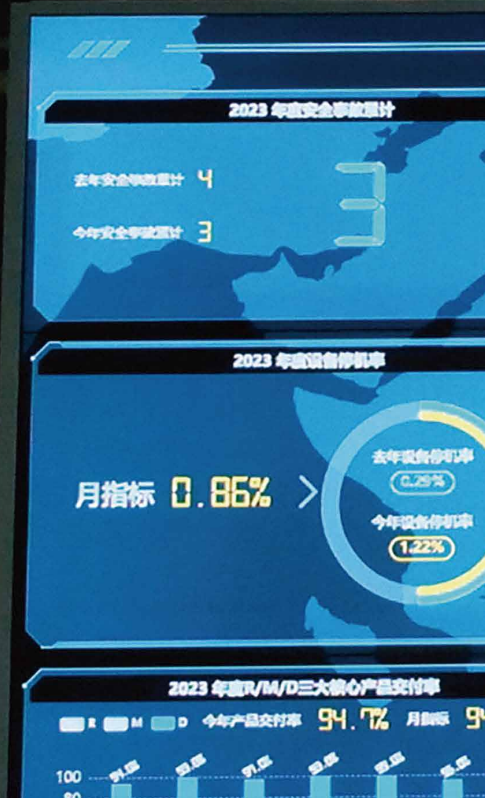 2023 年度安全事故累计
去年安全事故累计 4
3
今年安全事故累计 3
2023 年度设备停机率
去年设备停机率
0.29%
月指标 0.86%
今年设备停机率
1.22%
2023 年度R/M/D三大核心产品交付率
R M D 今年产品交付率 94.7% 月指标
100
80